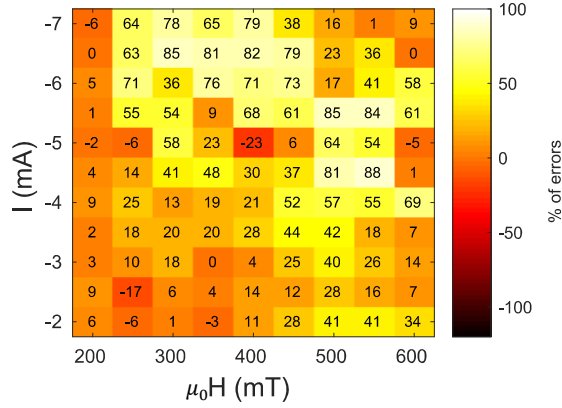 -7 -6 64 78 65 79 38 16 1 9 100
0 63 85 81 82 79 23 36 0
-6 5 71 36 76 71 73 17 41 58 50
1 55 54 9 68 61 85 84 61
-5 -2 -6 58 23 -23 6 64 54 -5 0
4 14 41 48 30 37 81 88 1
-4 9 25 13 19 21 52 57 55 69
2 18 20 20 28 44 42 18 7 -50
-3 3 10 18 0 4 25 40 26 14
9 -17 6 4 14 12 28 16 7 -100
-2 6 -6 1 -3 11 28 41 41 34
200 300 400 500 600
μ₀H (mT)
I (mA)
% of errors